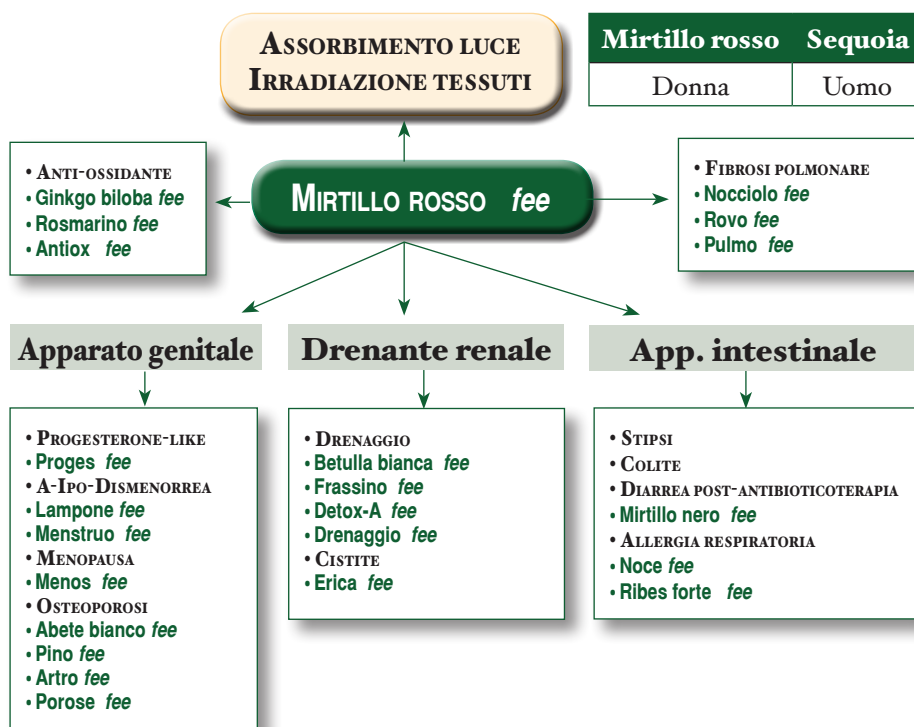 Assorbimento luce
Irradiazione tessuti
Mirtillo rosso Sequoia
Donna Uomo
• Anti-ossidante
• Ginkgo biloba fee
• Rosmarino fee
• Antiox fee
Mirtillo rosso fee
• Fibrosi polmonare
• Nocciolo fee
• Rovo fee
• Pulmo fee
Apparato genitale
Drenante renale
App. intestinale
• Progesterone-like
• Proges fee
• A-Ipo-Dismenorrea
• Lampone fee
• Menstruo fee
• Menopausa
• Menos fee
• Osteoporosi
• Abete bianco fee
• Pino fee
• Artro fee
• Porose fee
• Drenaggio
• Betulla bianca fee
• Frassino fee
• Detox-A fee
• Drenaggio fee
• Cistite
• Erica fee
• Stipsi
• Colite
• Diarrea post-antibioticoterapia
• Mirtillo nero fee
• Allergia respiratoria
• Noce fee
• Ribes forte fee